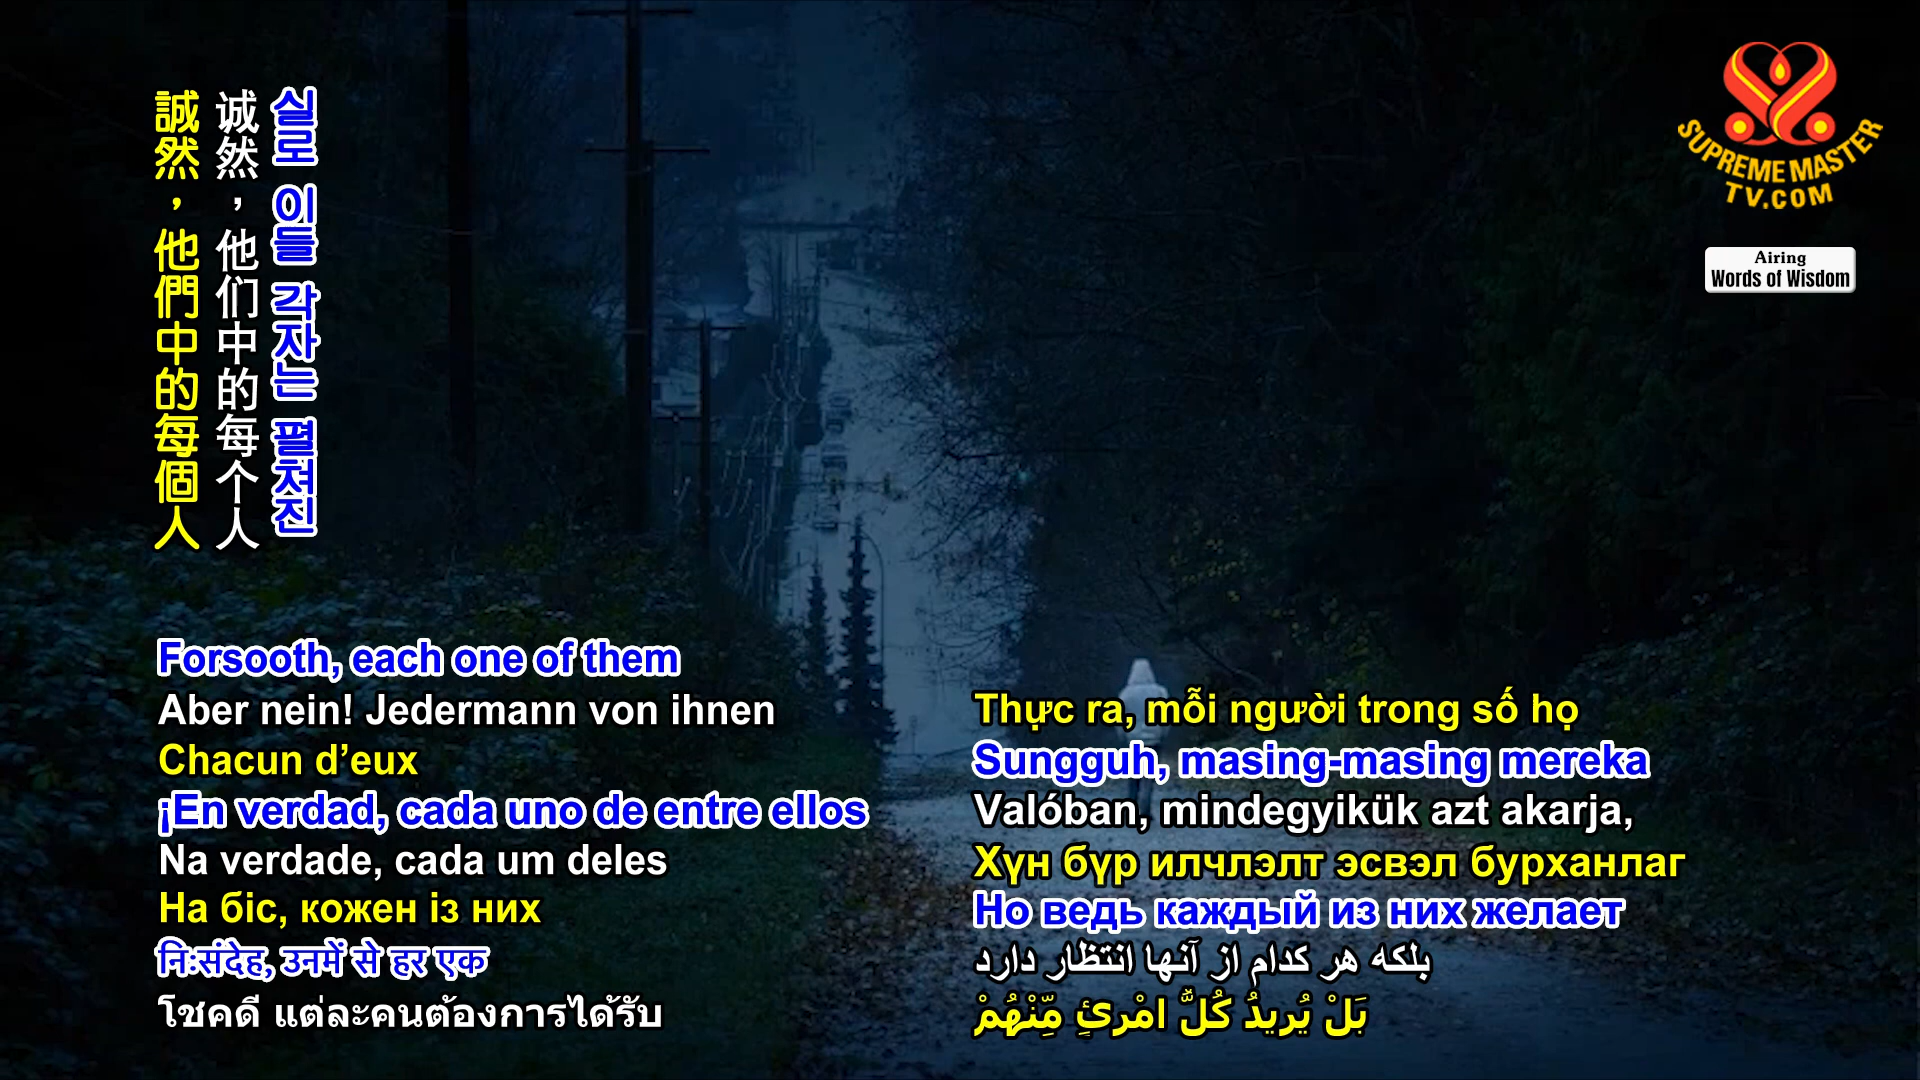 實로 이들 각자는 펼쳐진
诚然，他们中的每个人
誠然，他們中的每個人
SUPREME MASTER
TV.COM
Airing
Words of Wisdom
Forsooth, each one of them
Aber nein! Jedermann von ihnen
Chacun d’eux
¡En verdad, cada uno de entre ellos
Na verdade, cada um deles
На біс, кожен із них
निःसंदेह, उनमें से हर एक
โชคดี แต่ละคนต้องการได้รับ
Thực ra, mỗi người trong số họ
Sungguh, masing-masing mereka
Valóban, mindegyikük azt akarja,
Хүн бүр илчлэлт эсвэл бурханлаг
Но ведь каждый из них желает
بلکه هر کدام از آنها انتظار دارد
بَلْ يُرِيدُ كُلُّ امْرِئٍ مِّنْهُمْ